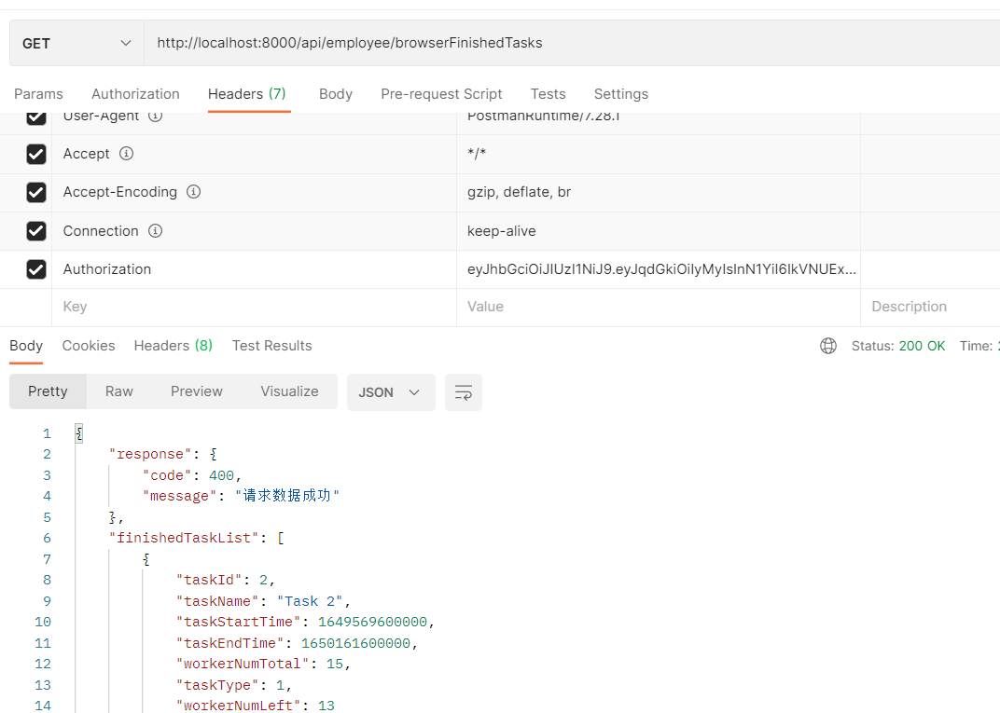 GET http://localhost:8000/api/employee/browserFinishedTasks
Params Authorization Headers (7) Body Pre-request Script Tests Settings
User-Agent PostmanRuntime/7.28.1
Accept */*
Accept-Encoding gzip, deflate, br
Connection keep-alive
Authorization eyJhbGciOiJIUzI1NiJ9.eyJqdGkiOiIyMyIsInN1YiI6IkVNUEx...
Key Value Description
Body Cookies Headers (8) Test Results Status: 200 OK Time: 2
Pretty Raw Preview Visualize JSON
1 {
2 "response": {
3 "code": 400,
4 "message": "请求数据成功"
5 },
6 "finishedTaskList": [
7 {
8 "taskId": 2,
9 "taskName": "Task 2",
10 "taskStartTime": 1649569600000,
11 "taskEndTime": 1650161600000,
12 "workerNumTotal": 15,
13 "taskType": 1,
14 "workerNumLeft": 13